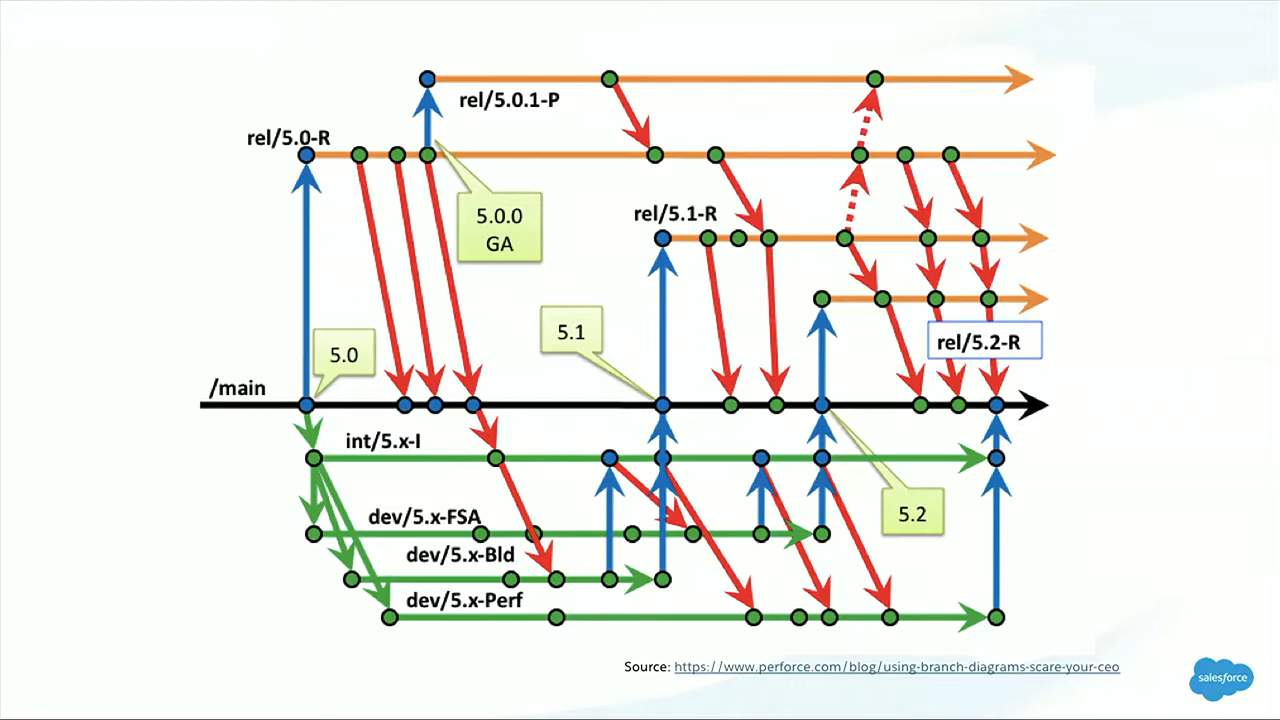 rel/5.0.1-P
rel/5.0-R
5.0.0
GA
rel/5.1-R
5.1
5.0
rel/5.2-R
/main
int/5.x-I
5.2
dev/5.x-FSA
dev/5.x-Bld
dev/5.x-Perf
Source: https://www.perforce.com/blog/using-branch-diagrams-scare-your-ceo
salesforce